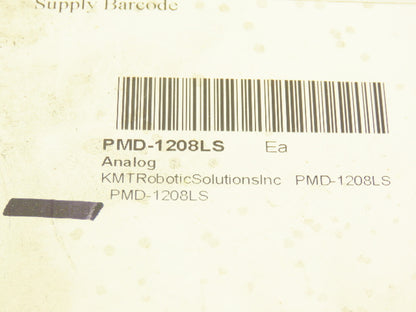 Supply Barcode
PMD-1208LS Ea
Analog
KMTRoboticSolutionsInc PMD-1208LS
PMD-1208LS